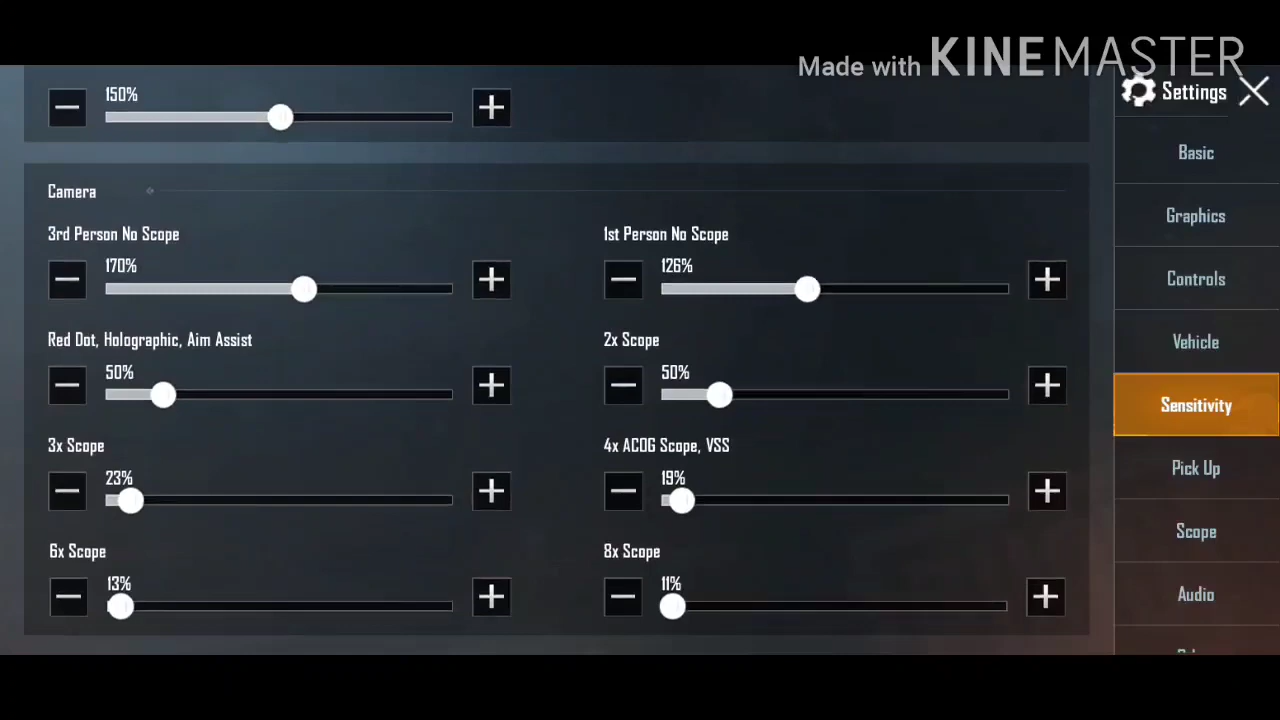 Made with KINEMASTER
150%
Settings
Camera
3rd Person No Scope
170%
1st Person No Scope
126%
Red Dot, Holographic, Aim Assist
50%
2x Scope
50%
3x Scope
23%
4x ACOG Scope, VSS
19%
6x Scope
13%
8x Scope
11%
Basic
Graphics
Controls
Vehicle
Sensitivity
Pick Up
Scope
Audio